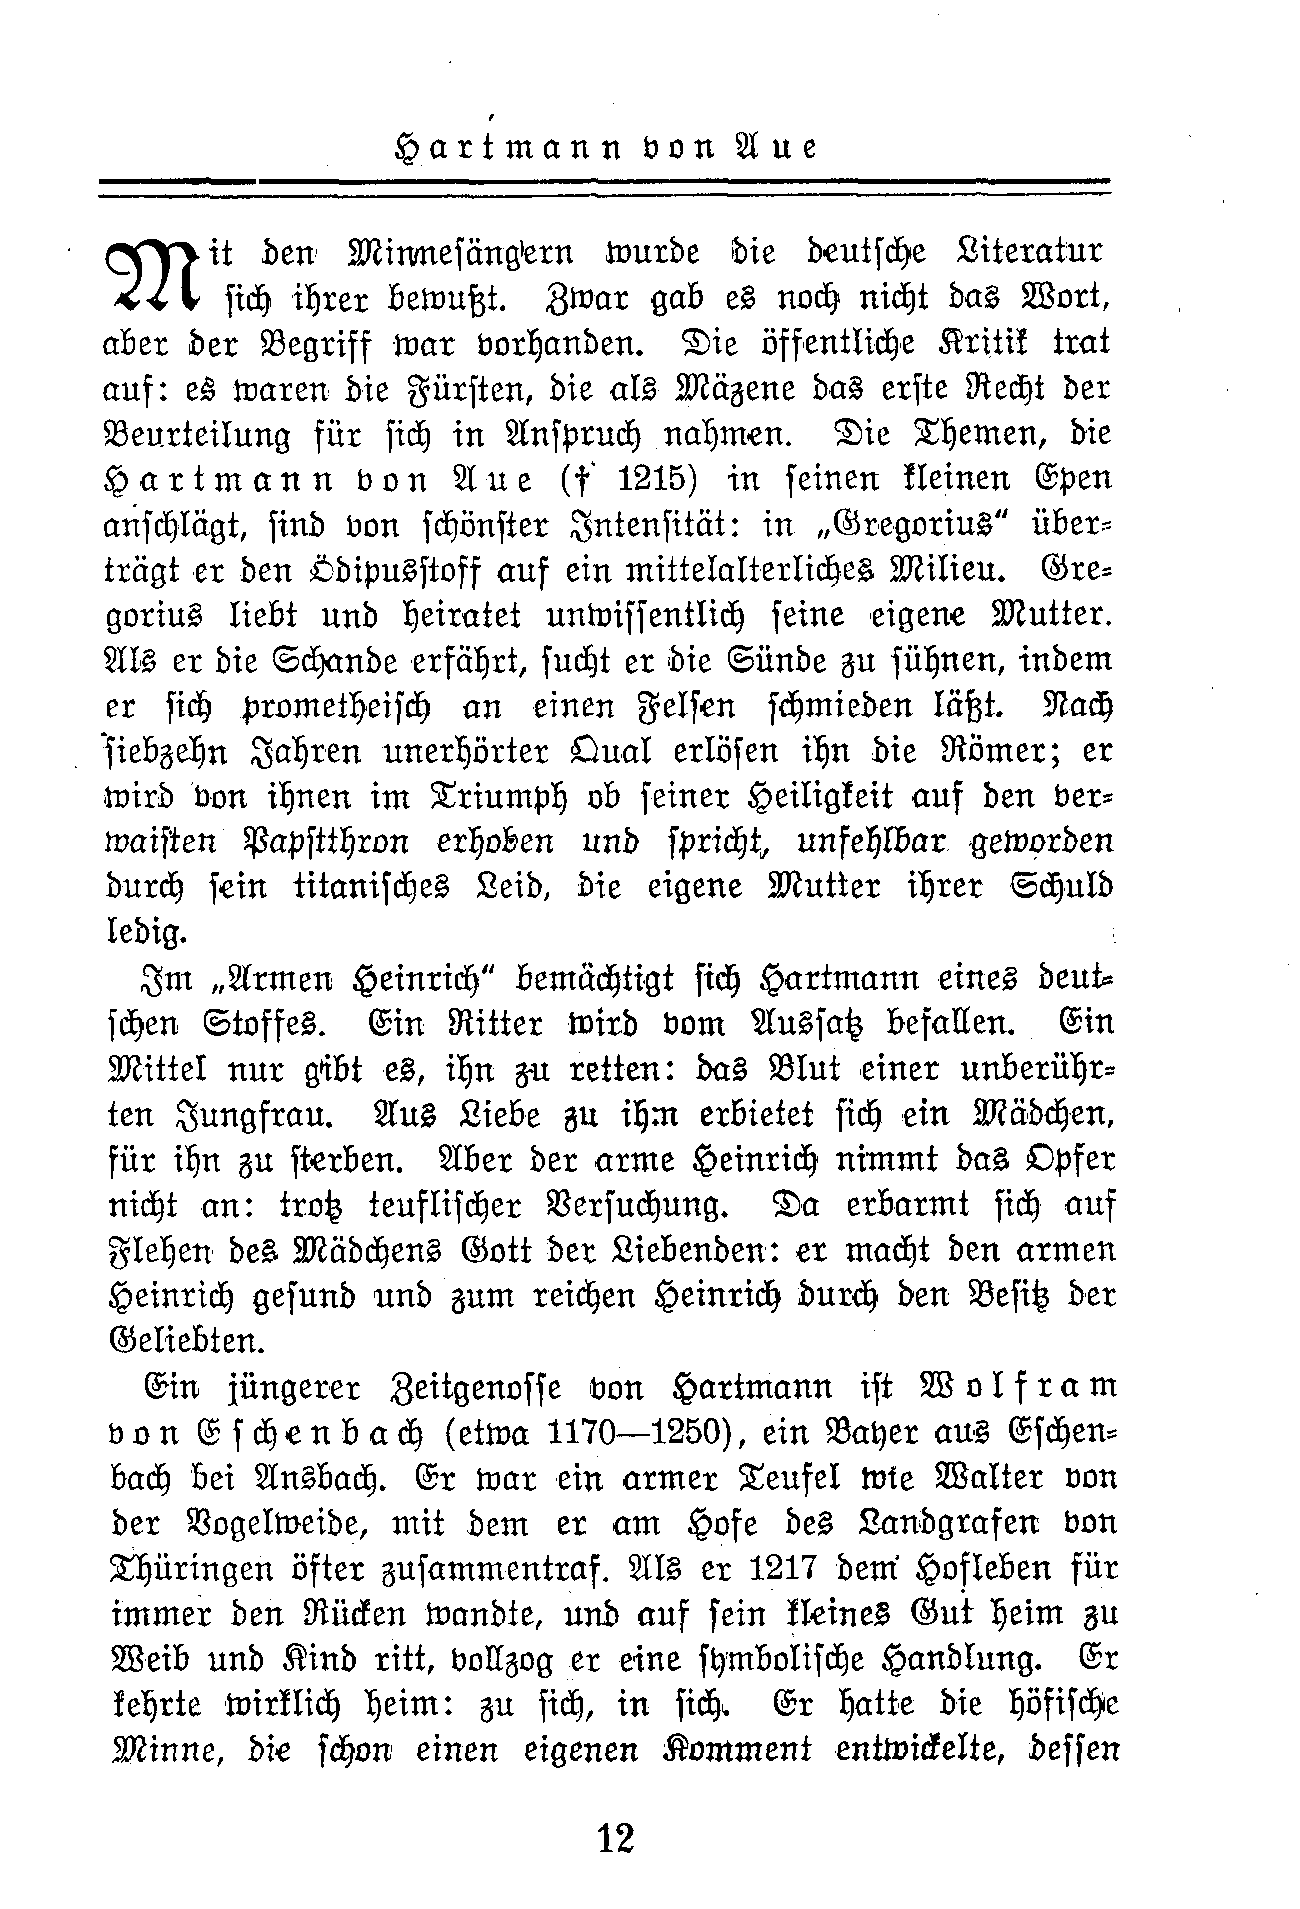 Hartmann von Aue
Mit den Minnesängern wurde die deutsche Literatur
sich ihrer bewußt. Zwar gab es noch nicht das Wort,
aber der Begriff war vorhanden. Die öffentliche Kritik trat
auf: es waren die Fürsten, die als Mäzene das erste Recht der
Beurteilung für sich in Anspruch nahmen. Die Themen, die
Hartmann von Aue († 1215) in seinen kleinen Epen
anschlägt, sind von schönster Intensität: in „Gregorius“ über-
trägt er den Ödipusstoff auf ein mittelalterliches Milieu. Gre-
gorius liebt und heiratet unwissentlich seine eigene Mutter.
Als er die Schande erfährt, sucht er die Sünde zu sühnen, indem
er sich prometheisch an einen Felsen schmieden läßt. Nach
siebzehn Jahren unerhörter Qual erlösen ihn die Römer; er
wird von ihnen im Triumph ob seiner Heiligkeit auf den ver-
waisten Papstthron erhoben und spricht, unfehlbar geworden
durch sein titanisches Leid, die eigene Mutter ihrer Schuld
ledig.
Im „Armen Heinrich“ bemächtigt sich Hartmann eines deut-
schen Stoffes. Ein Ritter wird vom Aussatz befallen. Ein
Mittel nur gibt es, ihn zu retten: das Blut einer unberühr-
ten Jungfrau. Aus Liebe zu ihm erbietet sich ein Mädchen,
für ihn zu sterben. Aber der arme Heinrich nimmt das Opfer
nicht an: trotz teuflischer Versuchung. Da erbarmt sich auf
Flehen des Mädchens Gott der Liebenden: er macht den armen
Heinrich gesund und zum reichen Heinrich durch den Besitz der
Geliebten.
Ein jüngerer Zeitgenosse von Hartmann ist Wolfram
von Eschenbach (etwa 1170—1250), ein Bayer aus Eschen-
bach bei Ansbach. Er war ein armer Teufel wie Walter von
der Vogelweide, mit dem er am Hofe des Landgrafen von
Thüringen öfter zusammentraf. Als er 1217 dem Hofleben für
immer den Rücken wandte, und auf sein kleines Gut heim zu
Weib und Kind ritt, vollzog er eine symbolische Handlung. Er
kehrte wirklich heim: zu sich, in sich. Er hatte die höfische
Minne, die schon einen eigenen Komment entwickelte, dessen
12